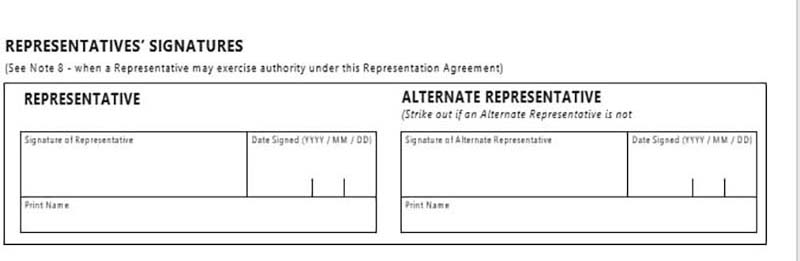 REPRESENTATIVES’ SIGNATURES
(See Note 8 - when a Representative may exercise authority under this Representation Agreement)
REPRESENTATIVE
ALTERNATE REPRESENTATIVE
(Strike out if an Alternate Representative is not
Signature of Representative
Date Signed (YYYY / MM / DD)
Signature of Alternate Representative
Date Signed (YYYY / MM / DD)
Print Name
Print Name